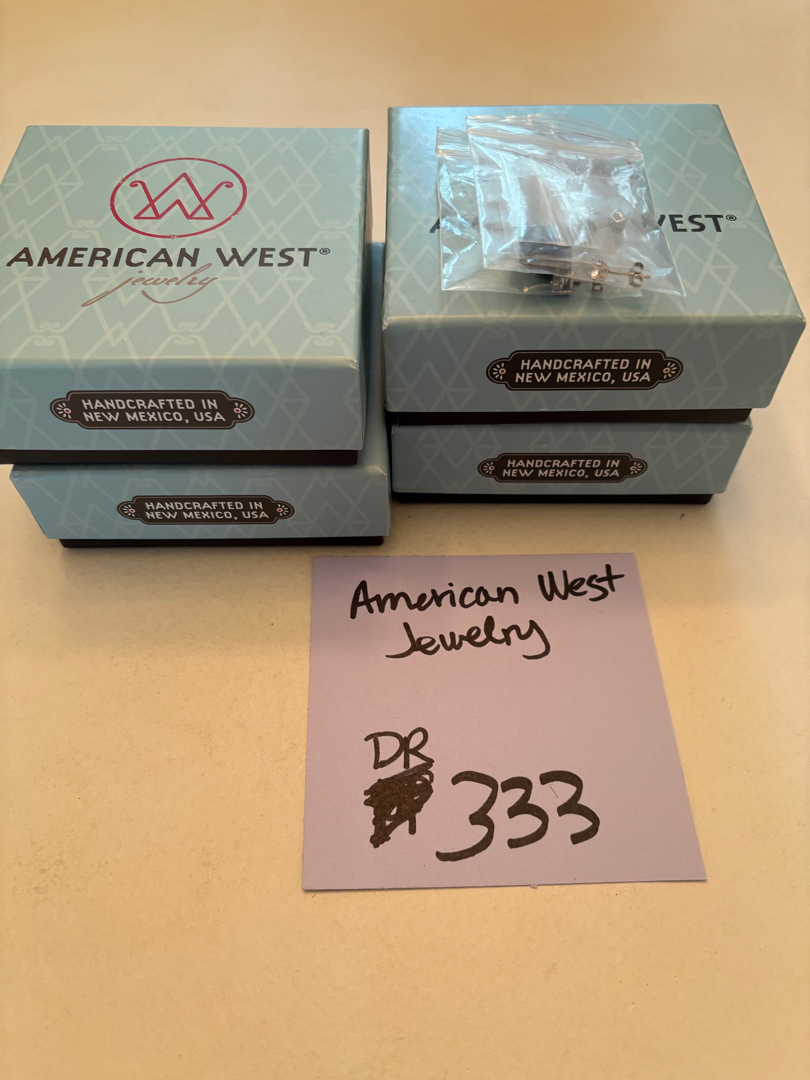 AMERICAN WEST®
jewelry
HANDCRAFTED IN
NEW MEXICO, USA
HANDCRAFTED IN
NEW MEXICO, USA
WEST®
HANDCRAFTED IN
NEW MEXICO, USA
HANDCRAFTED IN
NEW MEXICO, USA
American West
Jewelry
DR
333